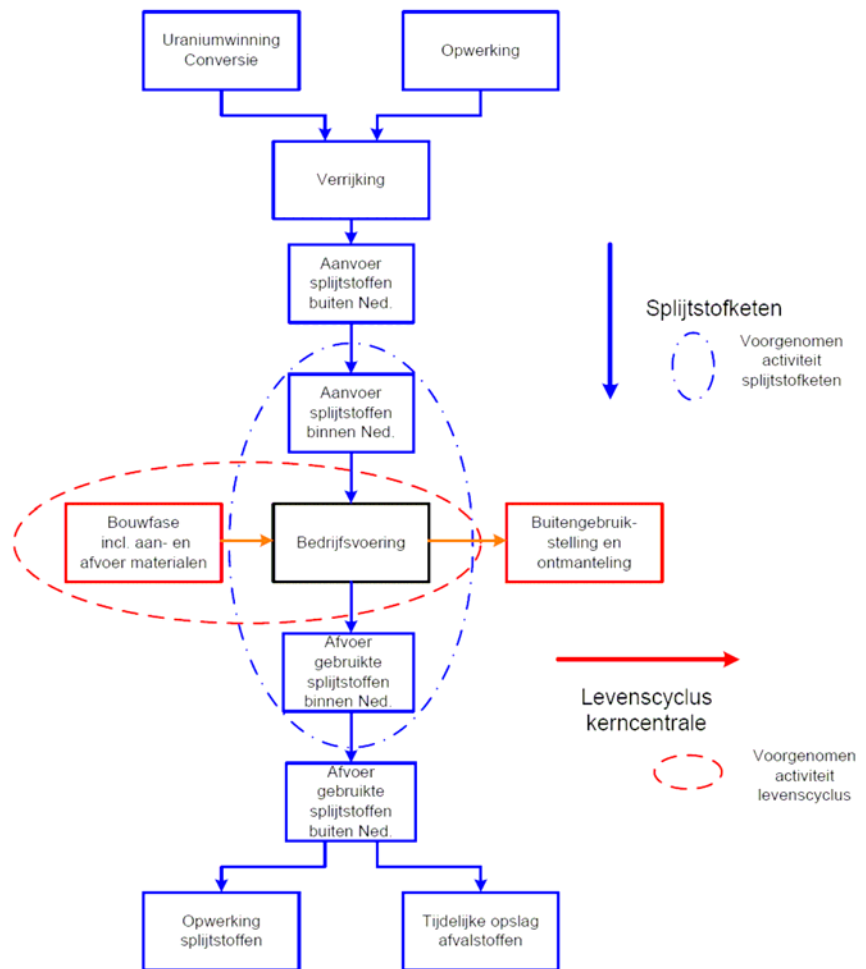 Uraniumwinning
Conversie
Opwerking
Verrijking
Aanvoer
splijtstoffen
buiten Ned.
Splijtstofketen
Voorgenomen
activiteit
splijtstofketen
Aanvoer
splijtstoffen
binnen Ned.
Bouwfase
incl. aan- en
afvoer materialen
Bedrijfsvoering
Buitengebruik-
stelling en
ontmanteling
Afvoer
gebruikte
splijtstoffen
binnen Ned.
Levenscyclus
kerncentrale
Voorgenomen
activiteit
levenscyclus
Afvoer
gebruikte
splijtstoffen
buiten Ned.
Opwerking
splijtstoffen
Tijdelijke opslag
afvalstoffen